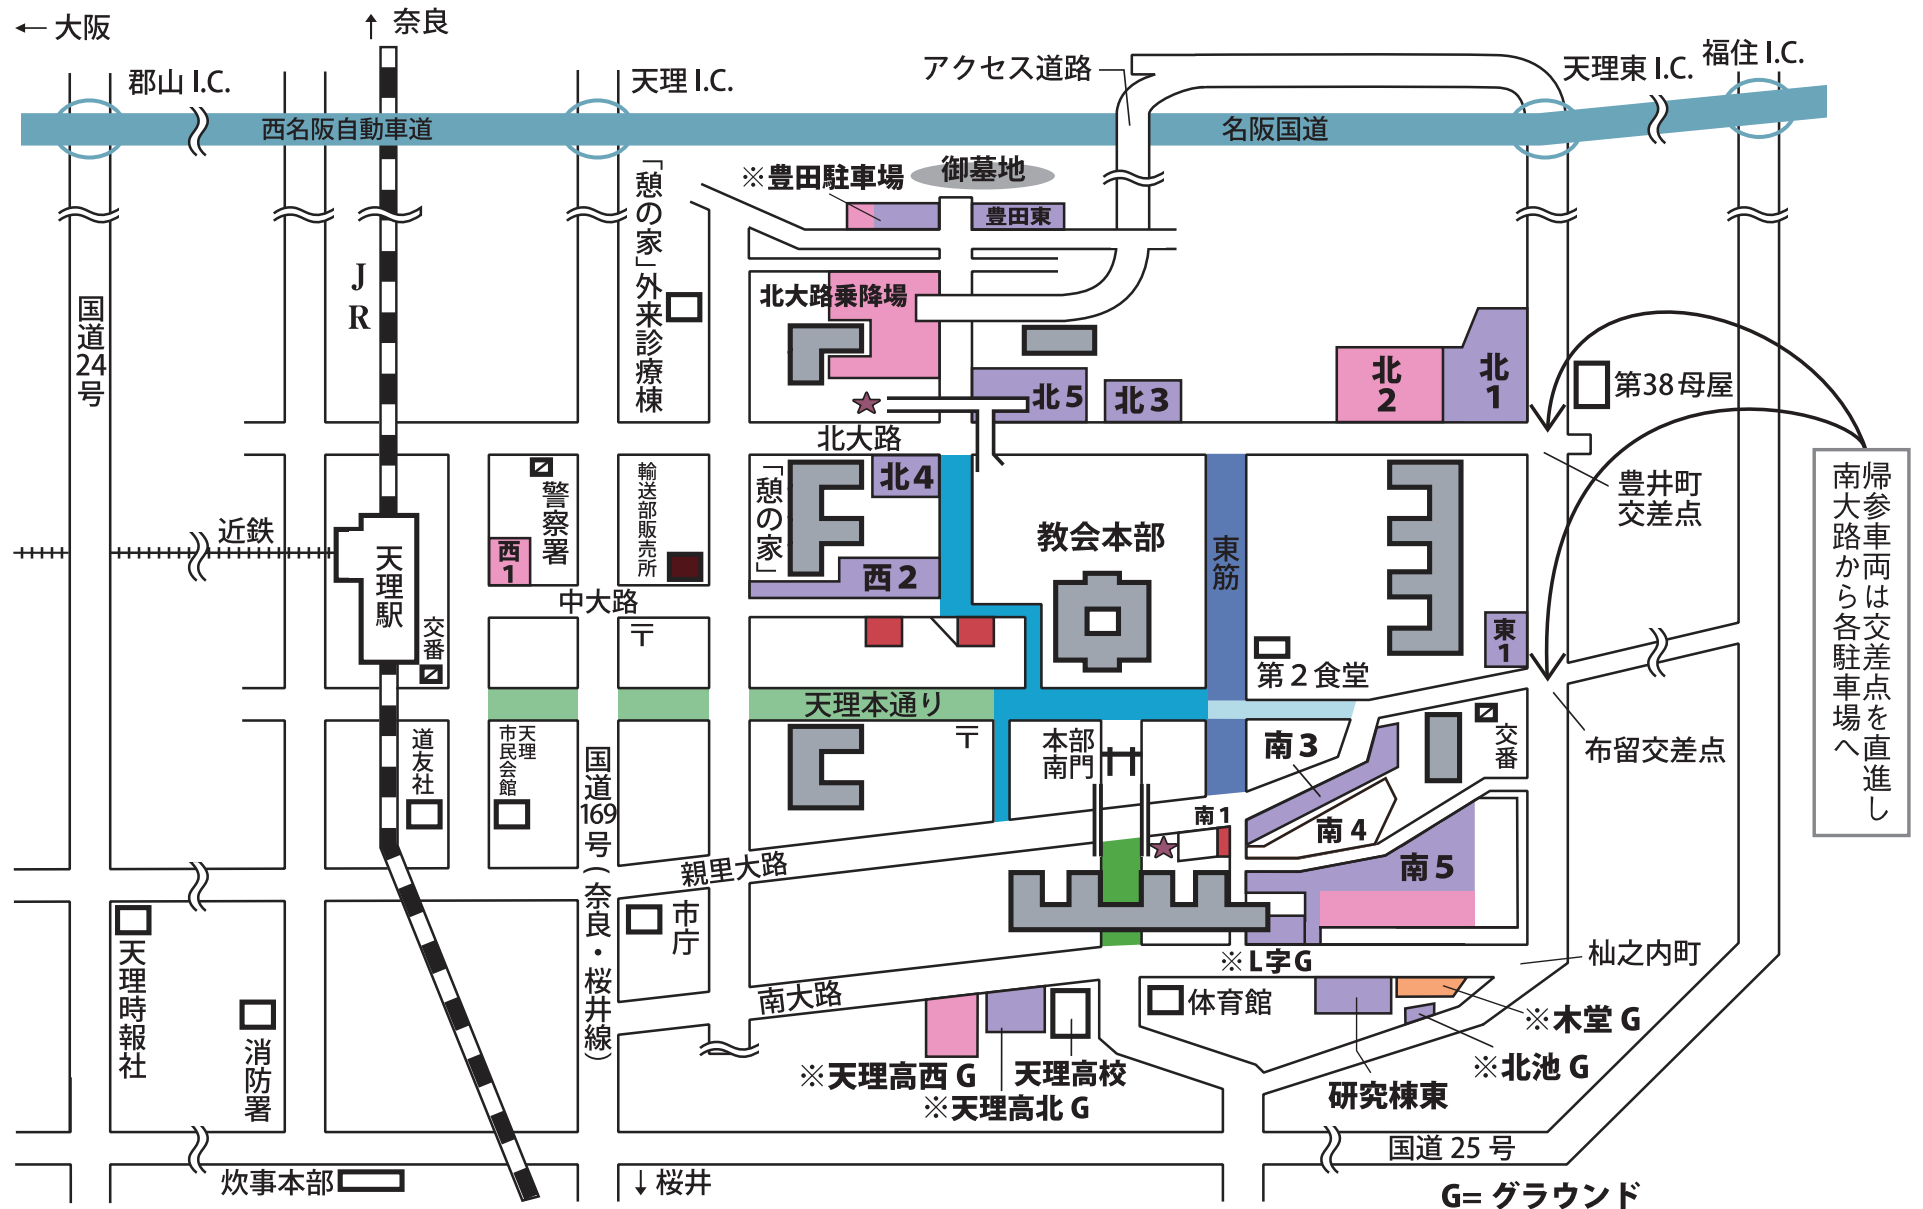 ← 大阪
↑ 奈良
郡山 I.C.
天理 I.C.
アクセス道路
天理東 I.C.
福住 I.C.
西名阪自動車道
名阪国道
※豊田駐車場
御墓地
豊田東
「憩の家」外来診療棟
JR
国道24号
北大路乗降場
北5
北3
北2
北1
第38母屋
北大路
豊井町
交差点
帰参車両は交差点を直進し
南大路から各駐車場へ
警察署
輸送部販売所
「憩の家」
北4
近鉄
西1
西2
教会本部
東筋
天理駅
中大路
〒
交番
東1
第2食堂
天理本通り
〒
道友社
天理
市民会館
国道169号(奈良・桜井線)
本部
南門
南3
交番
布留交差点
南1
南4
南5
親里大路
市庁
天理時報社
消防署
南大路
※L字G
杣之内町
体育館
※木堂 G
※北池 G
※天理高西 G
天理高校
※天理高北 G
研究棟東
国道 25 号
炊事本部
↓ 桜井
G= グラウンド